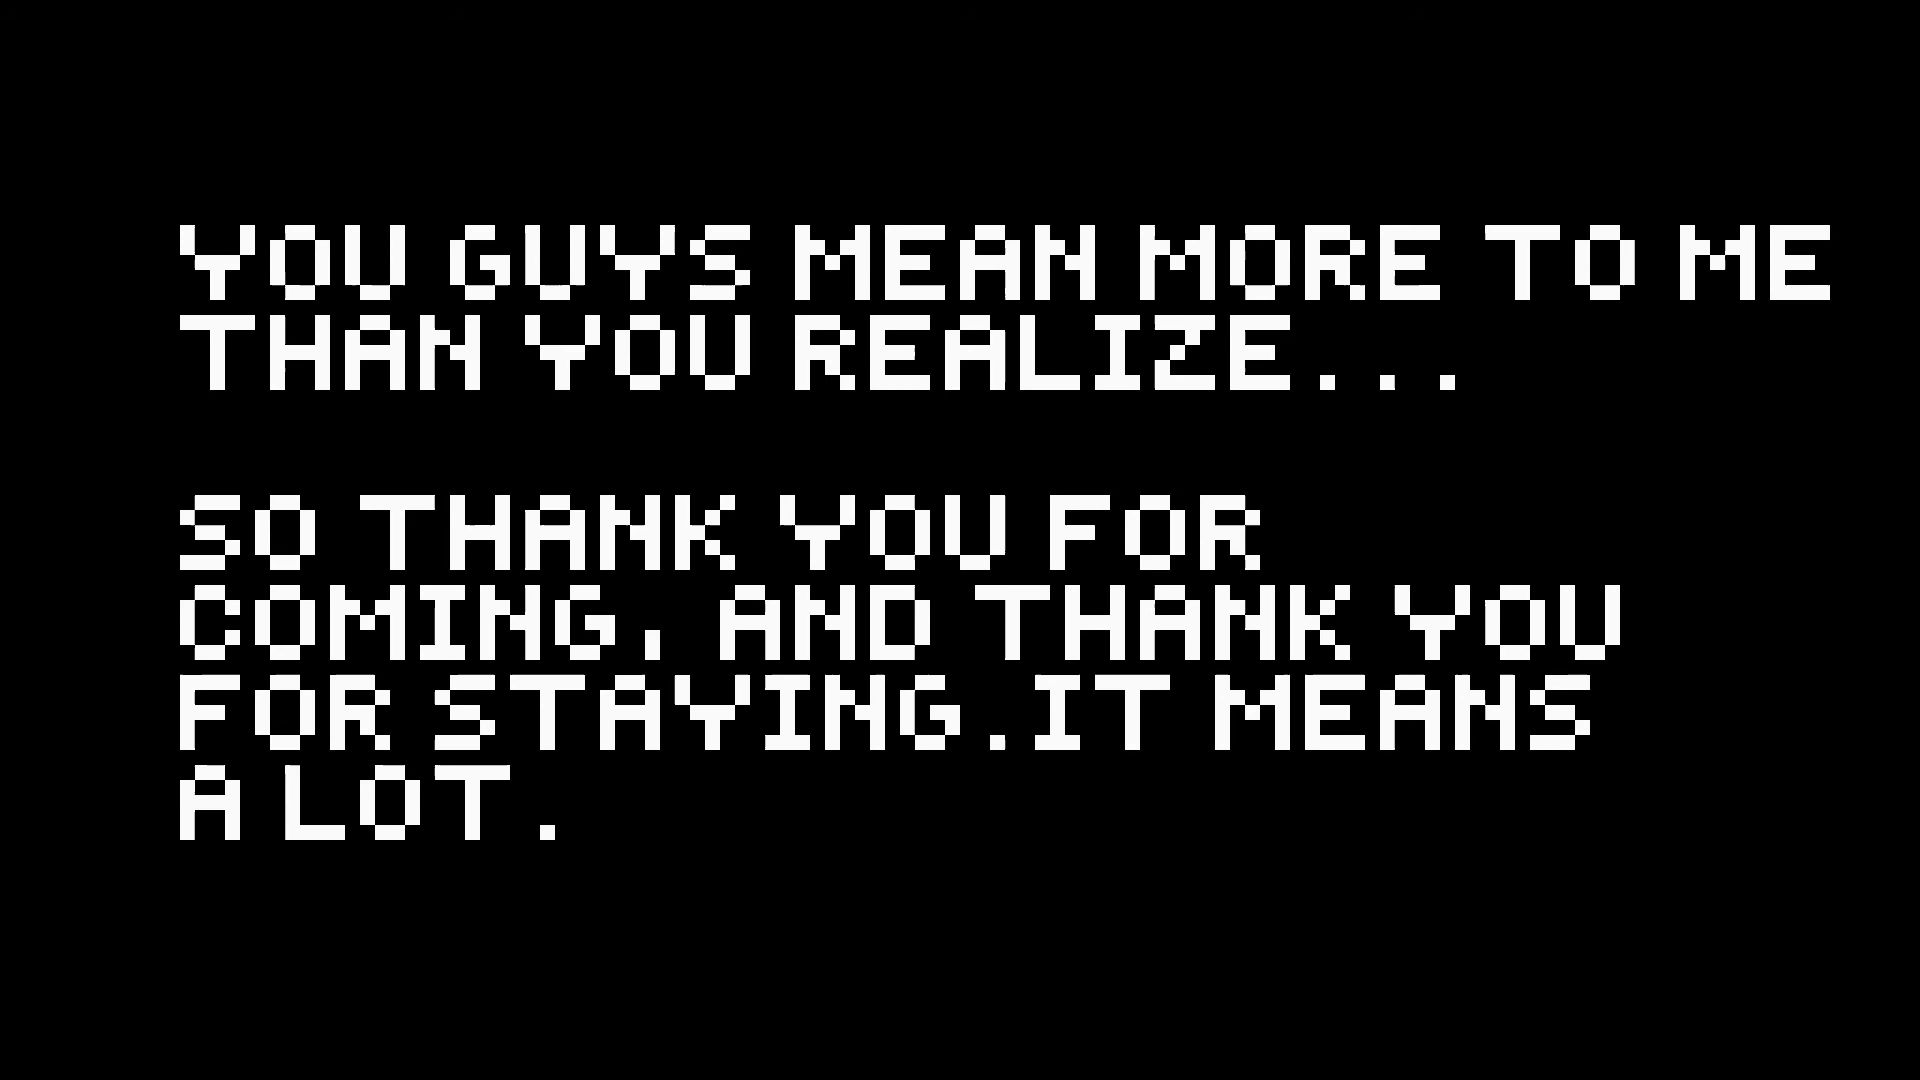 YOU GUYS MEAN MORE TO ME
THAN YOU REALIZE...
SO THANK YOU FOR
COMING, AND THANK YOU
FOR STAYING.IT MEANS
A LOT.